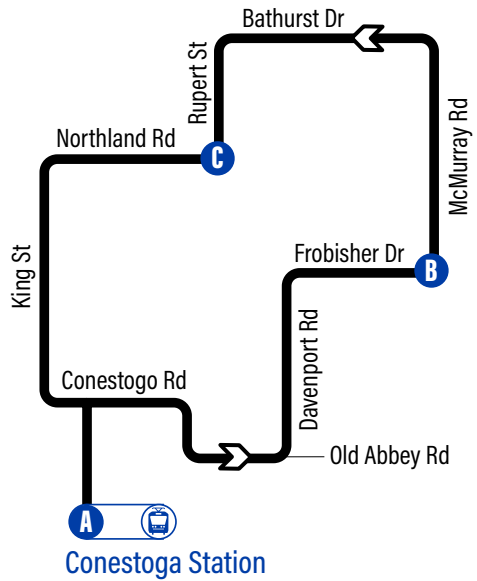 Bathurst Dr
Rupert St
McMurray Rd
Northland Rd
C
King St
Frobisher Dr
B
Davenport Rd
Conestogo Rd
Old Abbey Rd
A
Conestoga Station